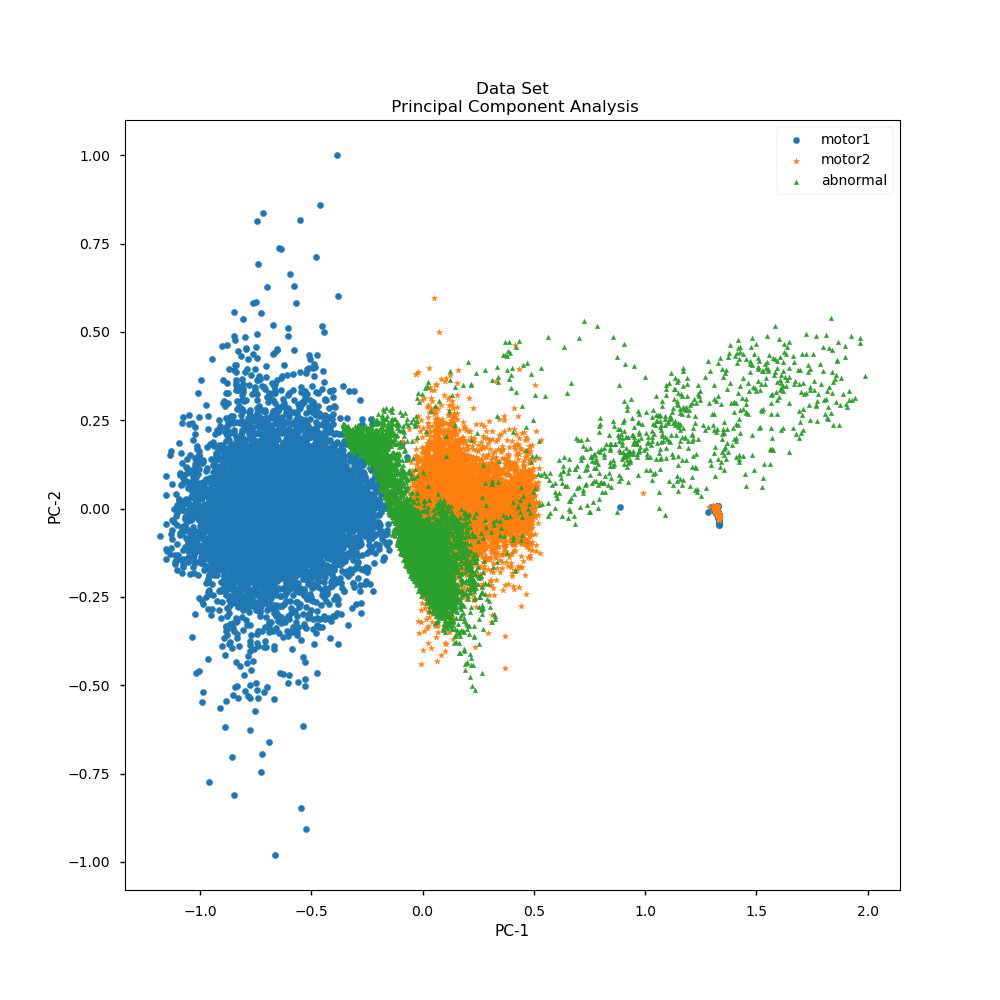 Data Set
Principal Component Analysis
motor1
motor2
abnormal
1.00
0.75
0.50
0.25
0.00
−0.25
−0.50
−0.75
−1.00
PC-2
−1.0 −0.5 0.0 0.5 1.0 1.5 2.0
PC-1